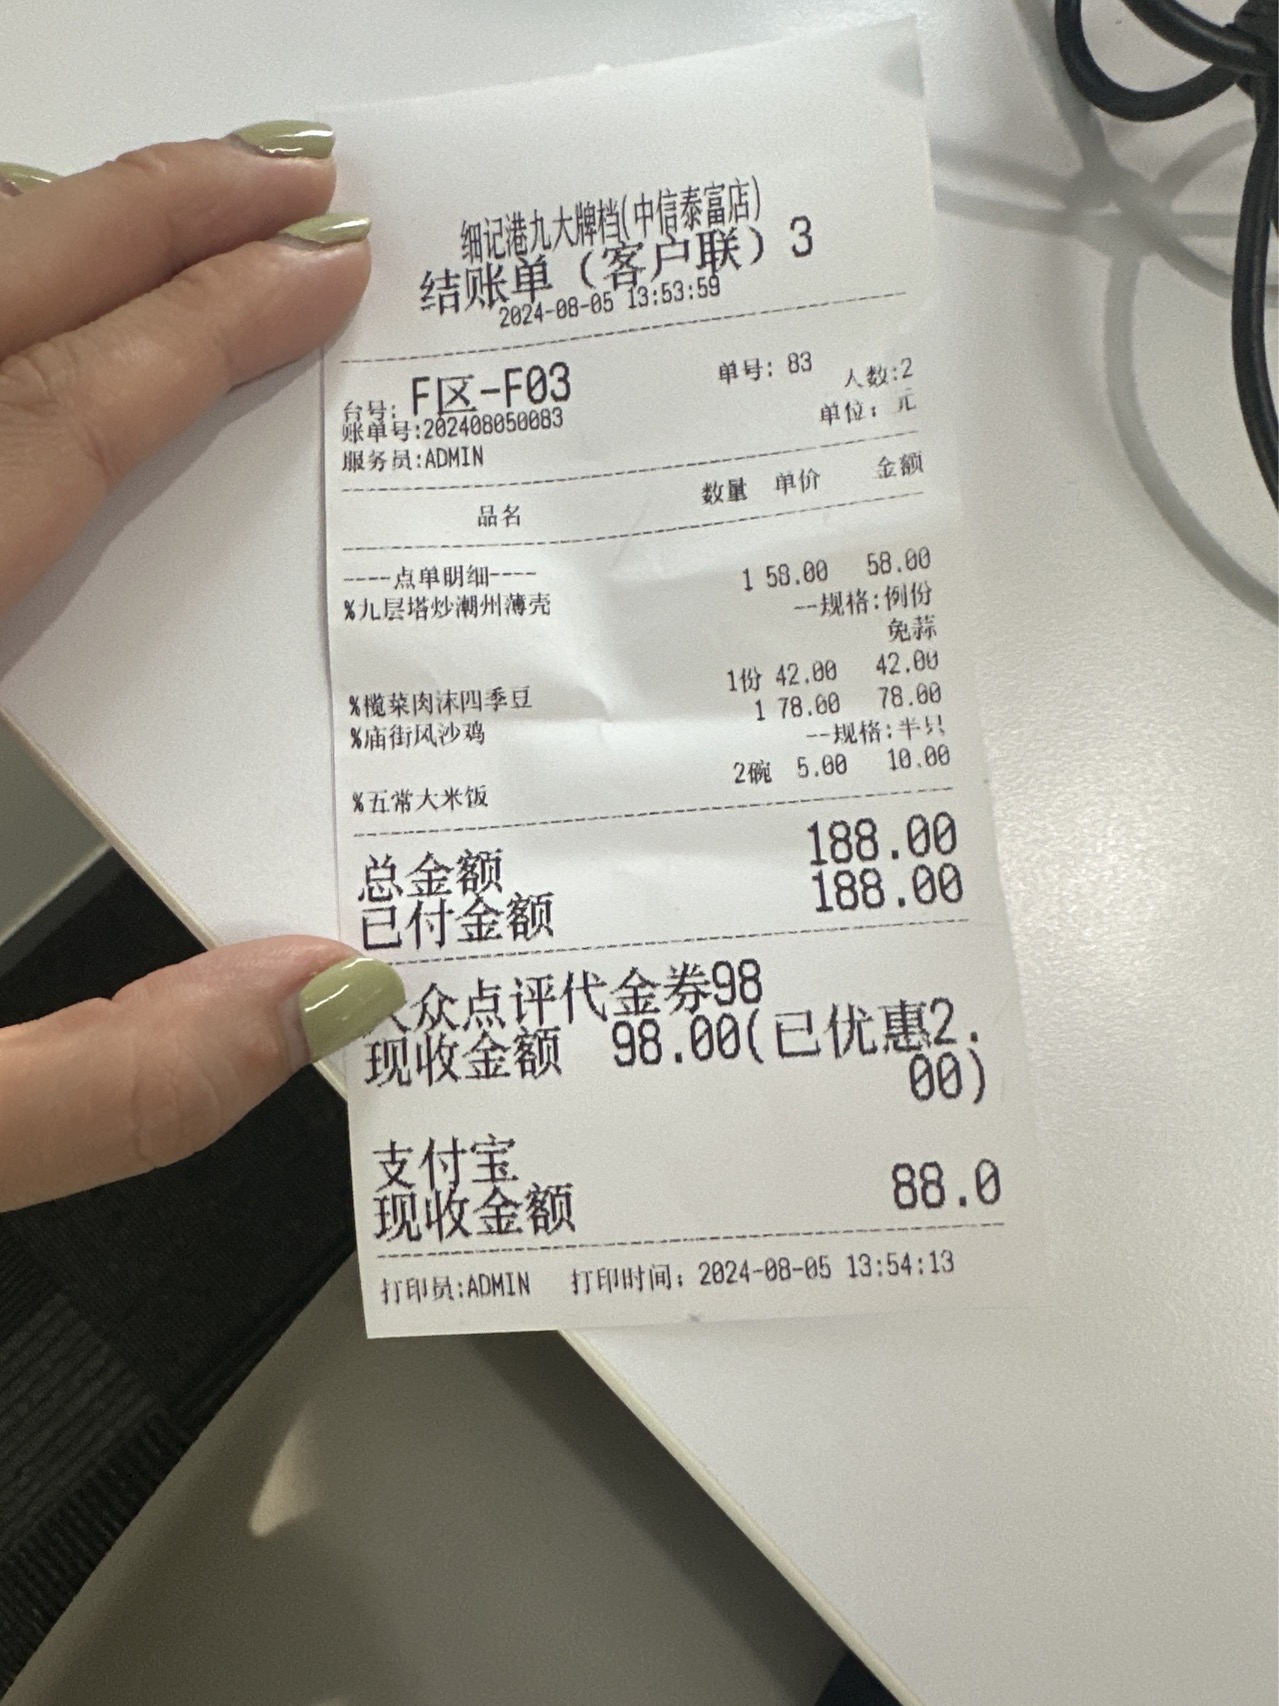 细记港九大牌档(中信泰富店)
结账单（客户联）3
2024-08-05 13:53:59
台号: F区-F03 单号: 83
账单号:202408050083 人数:2
服务员:ADMIN 单位: 元
品名 数量 单价 金额
----点单明细----
%九层塔炒潮州薄壳 1 58.00 58.00
--规格:例份
免蒜
%榄菜肉沫四季豆 1份 42.00 42.00
%庙街风沙鸡 1 78.00 78.00
--规格:半只
%五常大米饭 2碗 5.00 10.00
总金额 188.00
已付金额 188.00
众点评代金券98
现收金额 98.00(已优惠2.
00)
支付宝
现收金额 88.0
打印员:ADMIN 打印时间: 2024-08-05 13:54:13